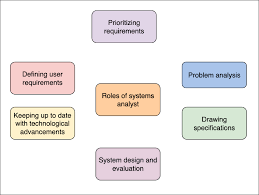 Prioritizing
requirements
Defining user
requirements
Problem analysis
Roles of systems
analyst
Keeping up to date
with technological
advancements
Drawing
specifications
System design and
evaluation